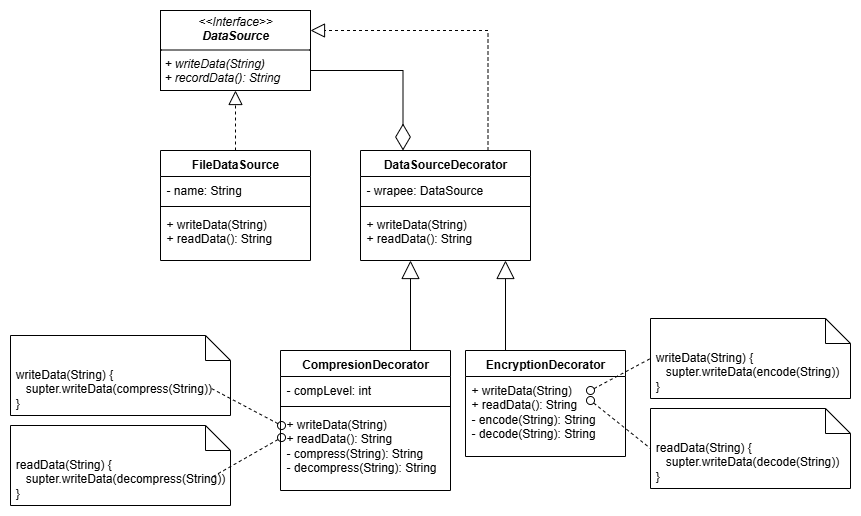 <<Interface>>
DataSource
+ writeData(String)
+ recordData(): String
FileDataSource
- name: String
+ writeData(String)
+ readData(): String
DataSourceDecorator
- wrapee: DataSource
+ writeData(String)
+ readData(): String
writeData(String) {
supter.writeData(compress(String))
}
readData(String) {
supter.writeData(decompress(String))
}
CompresionDecorator
- compLevel: int
+ writeData(String)
+ readData(): String
- compress(String): String
- decompress(String): String
EncryptionDecorator
+ writeData(String)
+ readData(): String
- encode(String): String
- decode(String): String
writeData(String) {
supter.writeData(encode(String))
}
readData(String) {
supter.writeData(decode(String))
}